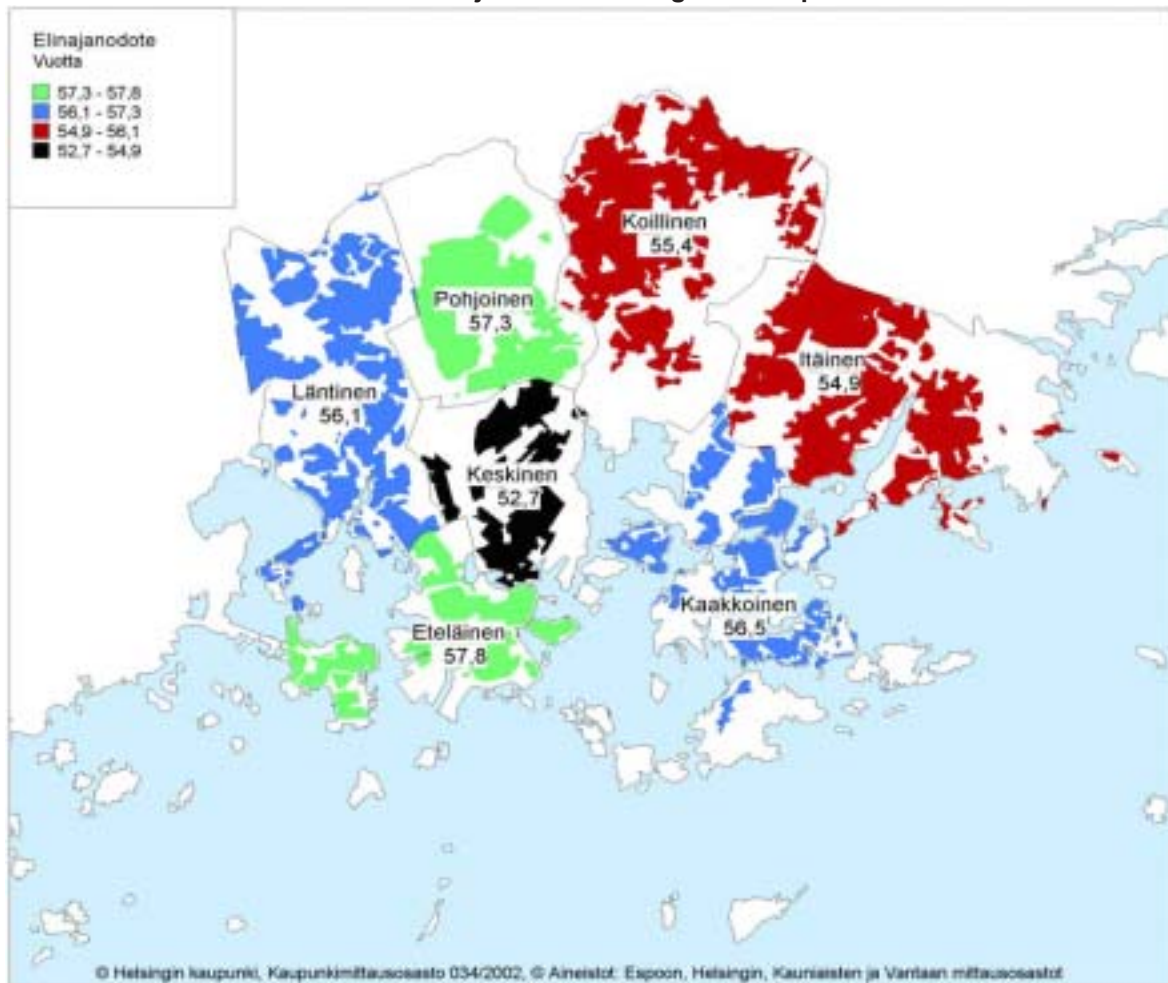 Elinajanodote
Vuotta
57,3 - 57,8
56,1 - 57,3
54,9 - 56,1
52,7 - 54,9
Koillinen
55,4
Pohjoinen
57,3
Itäinen
54,9
Läntinen
56,1
Keskinen
52,7
Kaakkoinen
56,5
Eteläinen
57,8
© Helsingin kaupunki, Kaupunkimittausosasto 034/2002, © Aineistot: Espoon, Helsingin, Kauniaisten ja Vantaan mittausosastot